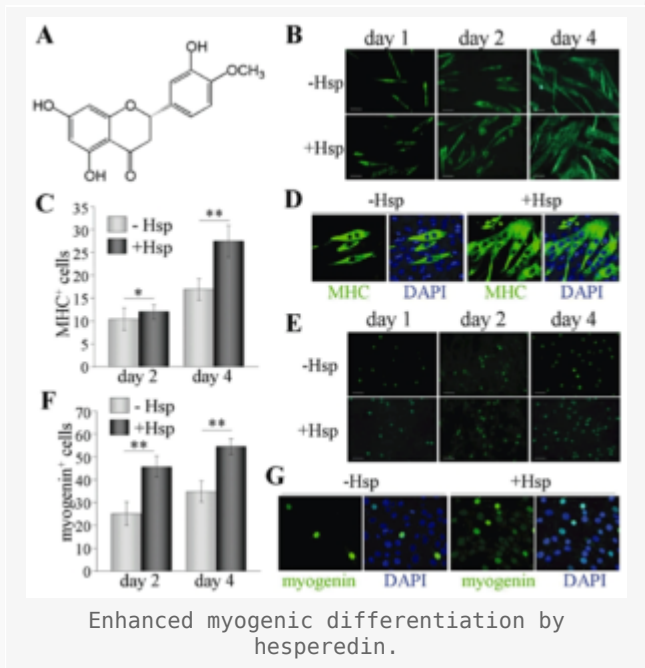 A
OH
OCH3
HO
O
OH
O
B
day 1 day 2 day 4
-Hsp
+Hsp
C
35
30
25
20
15
10
5
0
MHC+ cells
- Hsp
+Hsp
*
**
day 2 day 4
D
-Hsp +Hsp
MHC DAPI MHC DAPI
E
day 1 day 2 day 4
-Hsp
+Hsp
F
70
60
50
40
30
20
10
0
myogenin+ cells
- Hsp
+Hsp
**
**
day 2 day 4
G
-Hsp +Hsp
myogenin DAPI myogenin DAPI
Enhanced myogenic differentiation by
hesperedin.